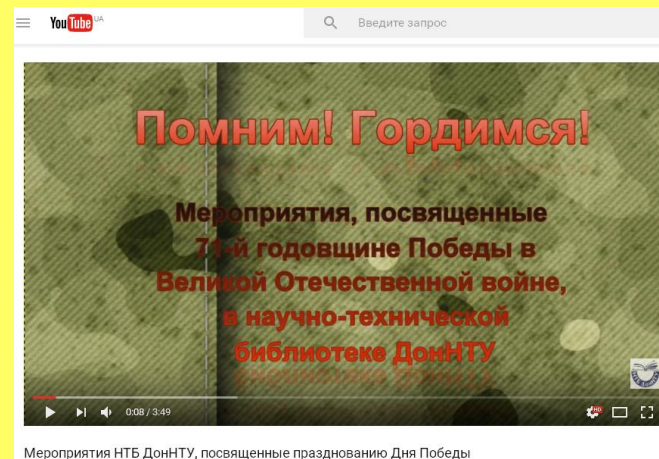 YouTube UA
Введите запрос
Помним! Гордимся!
Мероприятия, посвященные
71-й годовщине Победы в
Великой Отечественной войне,
в научно-технической
библиотеке ДонНТУ
0:08 / 3:49
HD
Мероприятия НТБ ДонНТУ, посвященные празднованию Дня Победы